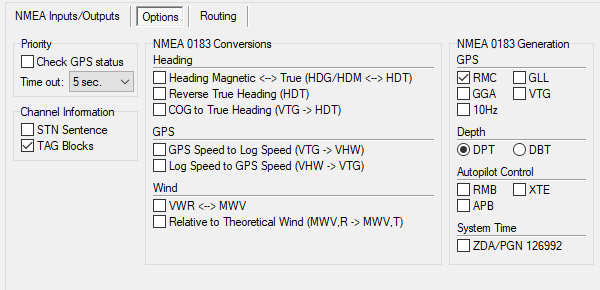 NMEA Inputs/Outputs Options Routing
Priority
Check GPS status
Time out: 5 sec.
Channel Information
STN Sentence
TAG Blocks
NMEA 0183 Conversions
Heading
Heading Magnetic <--> True (HDG/HDM <--> HDT)
Reverse True Heading (HDT)
COG to True Heading (VTG -> HDT)
GPS
GPS Speed to Log Speed (VTG -> VHW)
Log Speed to GPS Speed (VHW -> VTG)
Wind
VWR <--> MWV
Relative to Theoretical Wind (MWV,R -> MWV,T)
NMEA 0183 Generation
GPS
RMC GLL
GGA VTG
10Hz
Depth
DPT DBT
Autopilot Control
RMB XTE
APB
System Time
ZDA/PGN 126992